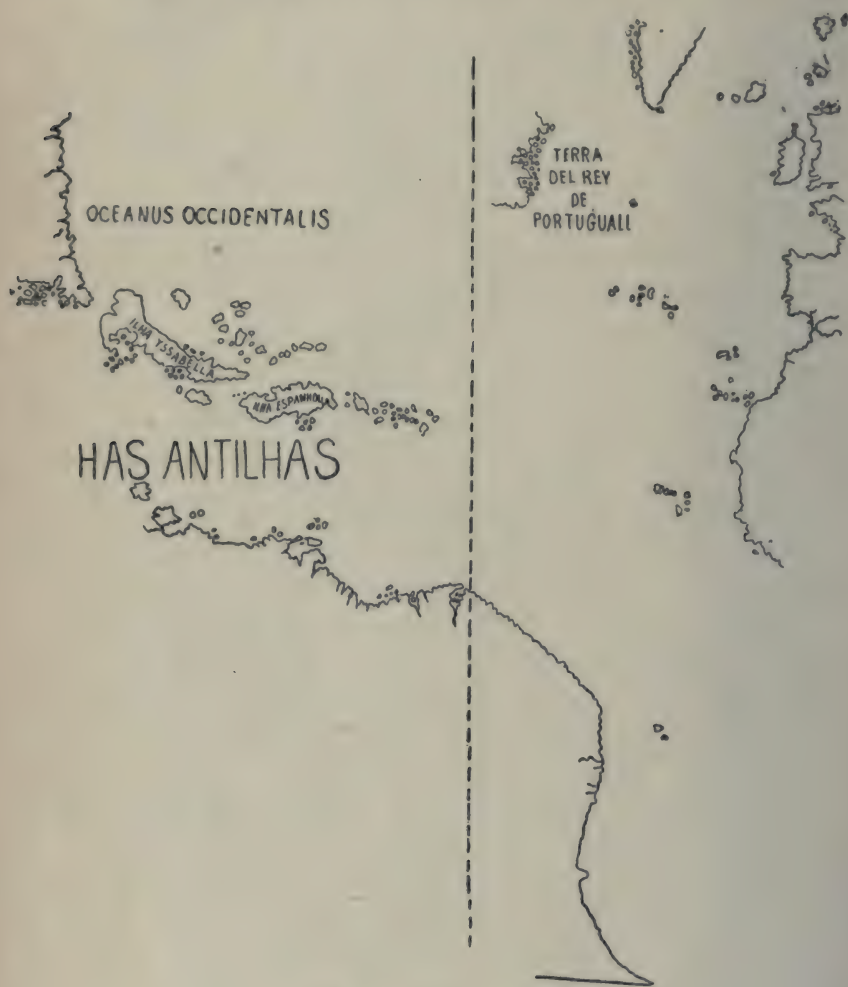 TERRA
DEL REY
DE
PORTUGUALL
OCEANUS OCCIDENTALIS
ILHA YSSABELLA
ILHA ESPANHOLLA
HAS ANTILHAS